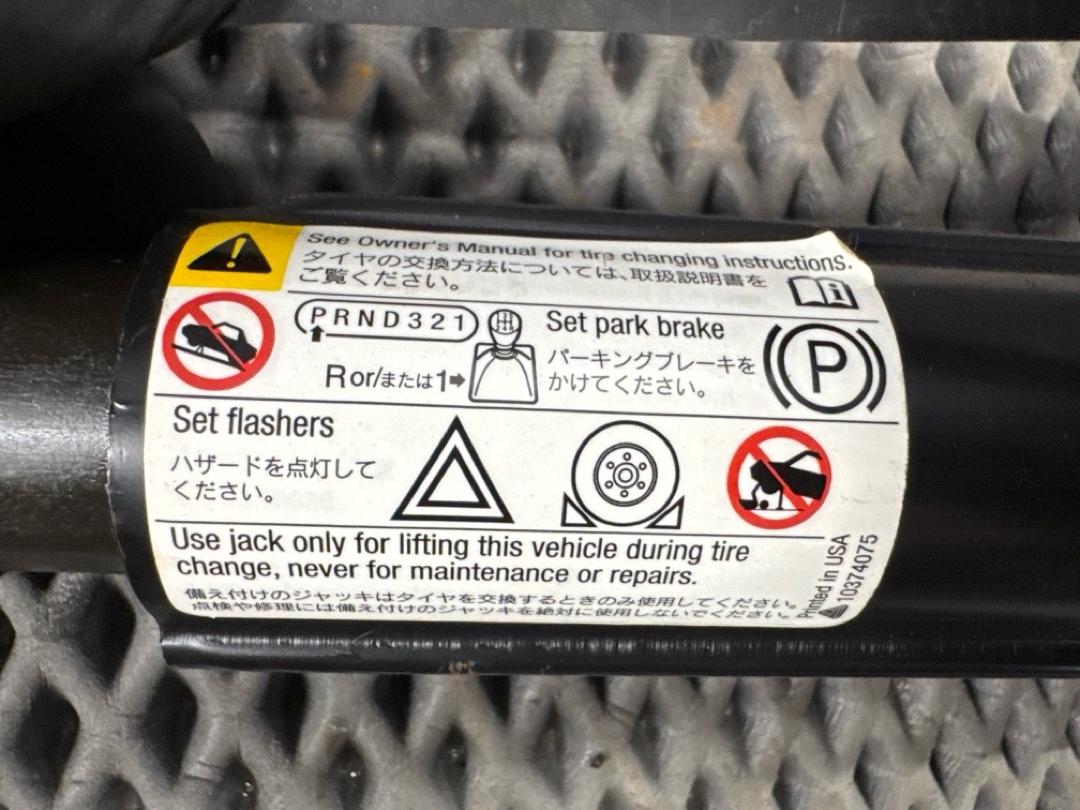 See Owner's Manual for tire changing instructions.
タイヤの交換方法については、取扱説明書を
ご覧ください。
PRND321
R or/または1
Set park brake
パーキングブレーキを
かけてください。
P
Set flashers
ハザードを点灯して
ください。
Use jack only for lifting this vehicle during tire
change, never for maintenance or repairs.
備え付けのジャッキはタイヤを交換するときのみ使用してください。
点検や修理には備え付けのジャッキを絶対に使用しないでください。
Printed in USA
10374075